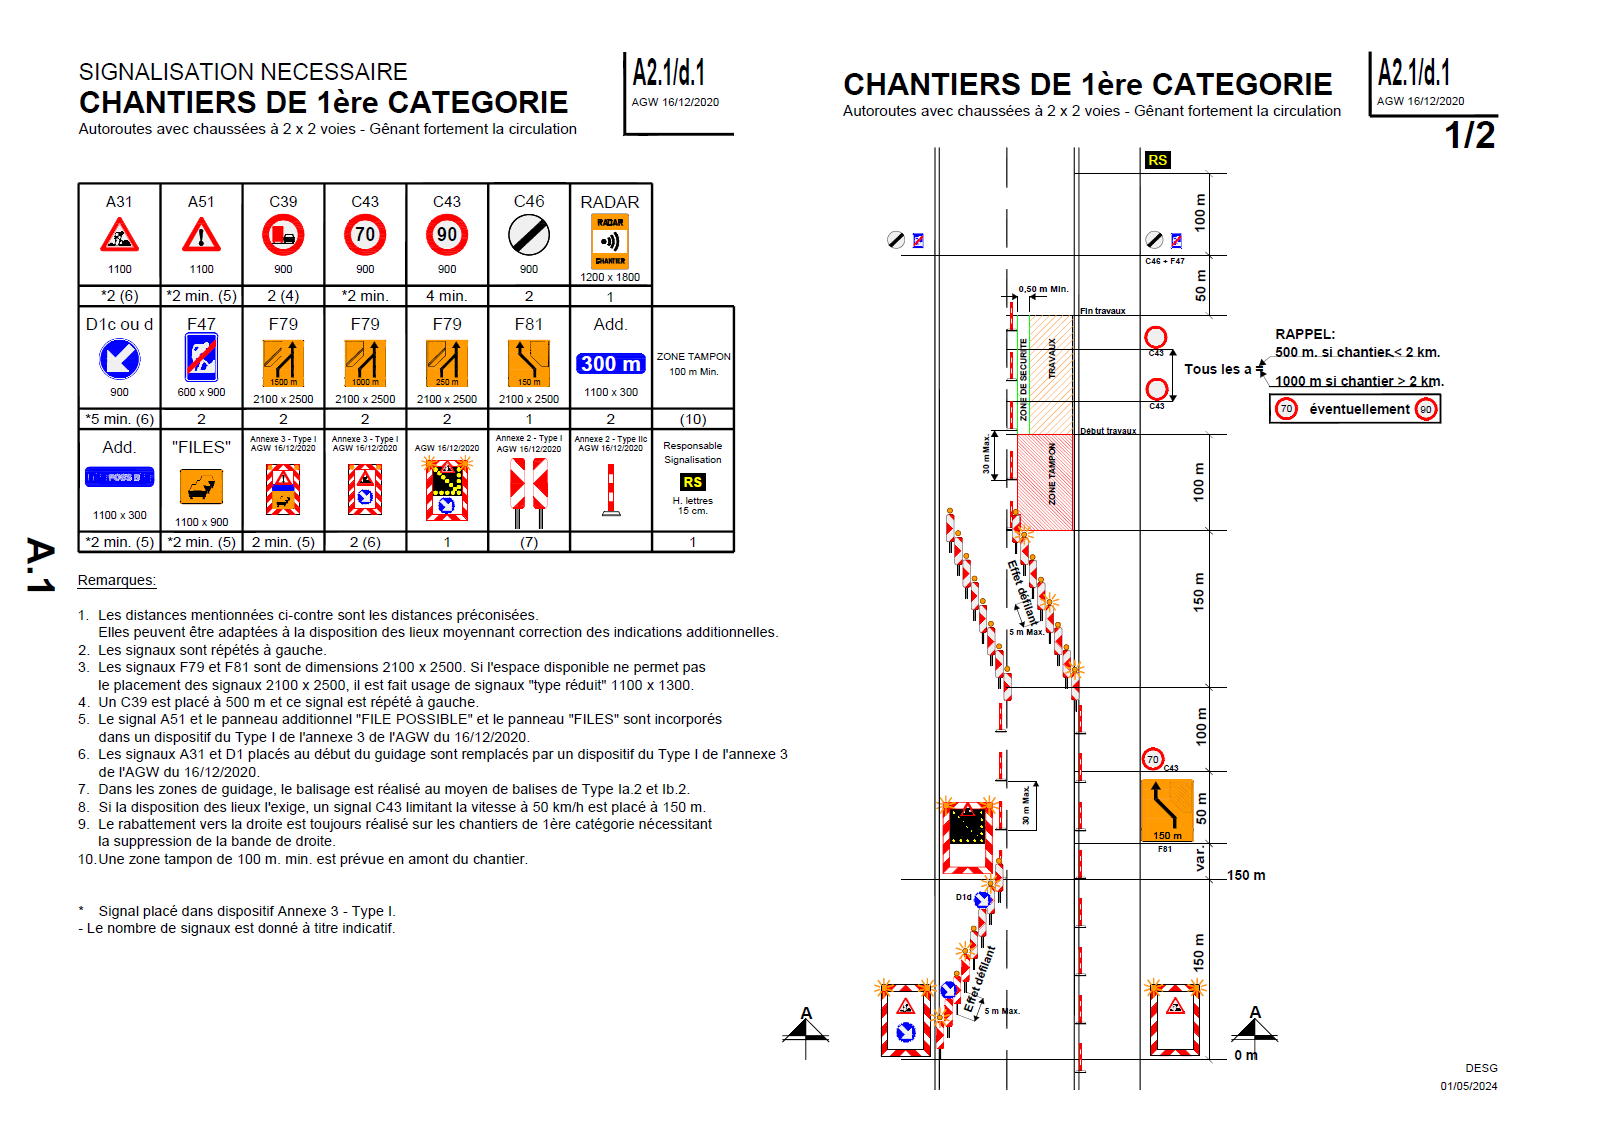 SIGNALISATION NECESSAIRE
CHANTIERS DE 1ère CATEGORIE
Autoroutes avec chaussées à 2 x 2 voies - Gênant fortement la circulation
A2.1/d.1
AGW 16/12/2020
A31 A51 C39 C43 C43 C46 RADAR
70 90 RADAR CHANTIER
1100 1100 900 900 900 900 1200 x 1800
*2 (6) *2 min. (5) 2 (4) *2 min. 4 min. 2 1
D1c ou d F47 F79 F79 F79 F81 Add.
1500 m 1000 m 250 m 150 m 300 m
ZONE TAMPON
100 m Min.
900 600 x 900 2100 x 2500 2100 x 2500 2100 x 2500 2100 x 2500 1100 x 300
*5 min. (6) 2 2 2 2 1 2 (10)
Add. "FILES" Annexe 3 - Type I AGW 16/12/2020 Annexe 3 - Type I AGW 16/12/2020 AGW 16/12/2020 Annexe 2 - Type I AGW 16/12/2020 Annexe 2 - Type IIc AGW 16/12/2020 Responsable Signalisation
RS
H. lettres
15 cm.
1100 x 300 1100 x 900
*2 min. (5) *2 min. (5) 2 min. (5) 2 (6) 1 (7) 1
A.1
Remarques:
1. Les distances mentionnées ci-contre sont les distances préconisées.
Elles peuvent être adaptées à la disposition des lieux moyennant correction des indications additionnelles.
2. Les signaux sont répétés à gauche.
3. Les signaux F79 et F81 sont de dimensions 2100 x 2500. Si l'espace disponible ne permet pas
le placement des signaux 2100 x 2500, il est fait usage de signaux "type réduit" 1100 x 1300.
4. Un C39 est placé à 500 m et ce signal est répété à gauche.
5. Le signal A51 et le panneau additionnel "FILE POSSIBLE" et le panneau "FILES" sont incorporés
dans un dispositif du Type I de l'annexe 3 de l'AGW du 16/12/2020.
6. Les signaux A31 et D1 placés au début du guidage sont remplacés par un dispositif du Type I de l'annexe 3
de l'AGW du 16/12/2020.
7. Dans les zones de guidage, le balisage est réalisé au moyen de balises de Type Ia.2 et Ib.2.
8. Si la disposition des lieux l'exige, un signal C43 limitant la vitesse à 50 km/h est placé à 150 m.
9. Le rabattement vers la droite est toujours réalisé sur les chantiers de 1ère catégorie nécessitant
la suppression de la bande de droite.
10. Une zone tampon de 100 m. min. est prévue en amont du chantier.
* Signal placé dans dispositif Annexe 3 - Type I.
- Le nombre de signaux est donné à titre indicatif.
CHANTIERS DE 1ère CATEGORIE
Autoroutes avec chaussées à 2 x 2 voies - Gênant fortement la circulation
A2.1/d.1
AGW 16/12/2020
1/2
RS
100 m
C46 + F47
50 m
0,50 m Min.
Fin travaux
ZONE DE SECURITE
TRAVAUX
C43
C43
Tous les a =
RAPPEL:
500 m. si chantier < 2 km.
1000 m si chantier > 2 km.
70 éventuellement 90
Début travaux
30 m Max.
ZONE TAMPON
100 m
Effet défilant
5 m Max.
150 m
100 m
70
C43
30 m Max.
150 m
F81
50 m
var.
150 m
D1d
Effet défilant
5 m Max.
150 m
A
A
0 m
DESG
01/05/2024